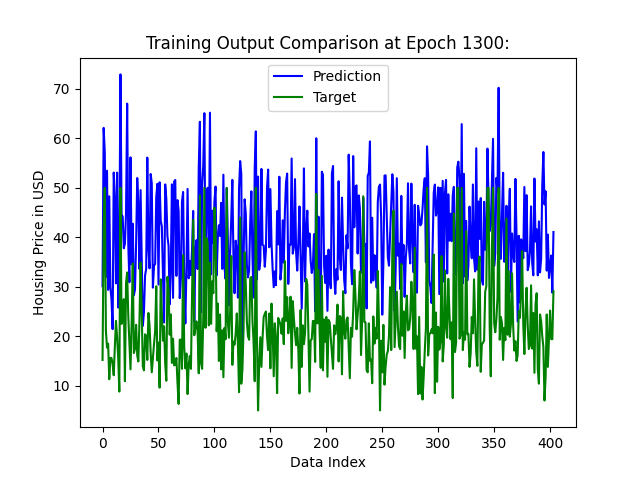 Training Output Comparison at Epoch 1300:
Prediction
Target
Housing Price in USD
70
60
50
40
30
20
10
0 50 100 150 200 250 300 350 400
Data Index